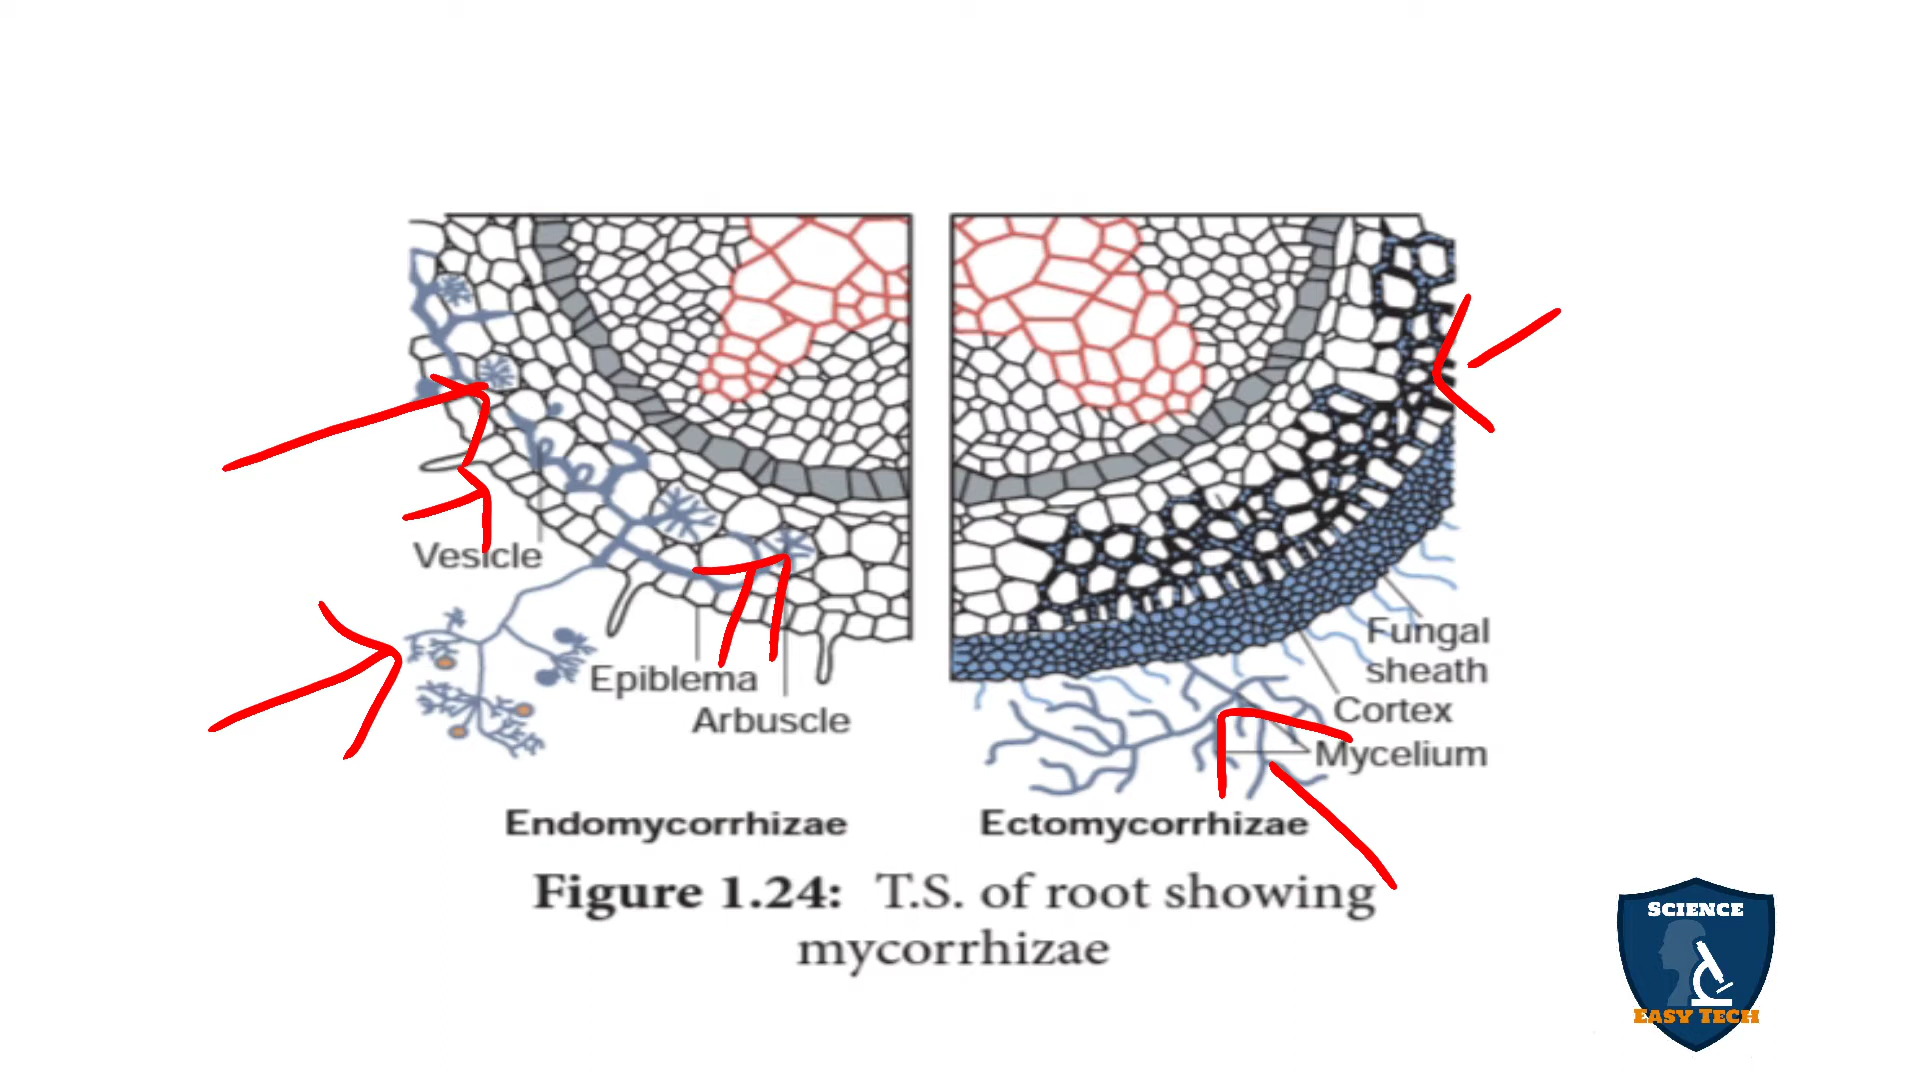 Vesicle
Epiblema
Arbuscle
Fungal
sheath
Cortex
Mycelium
Endomycorrhizae
Ectomycorrhizae
Figure 1.24: T.S. of root showing
mycorrhizae
SCIENCE
EASY TECH